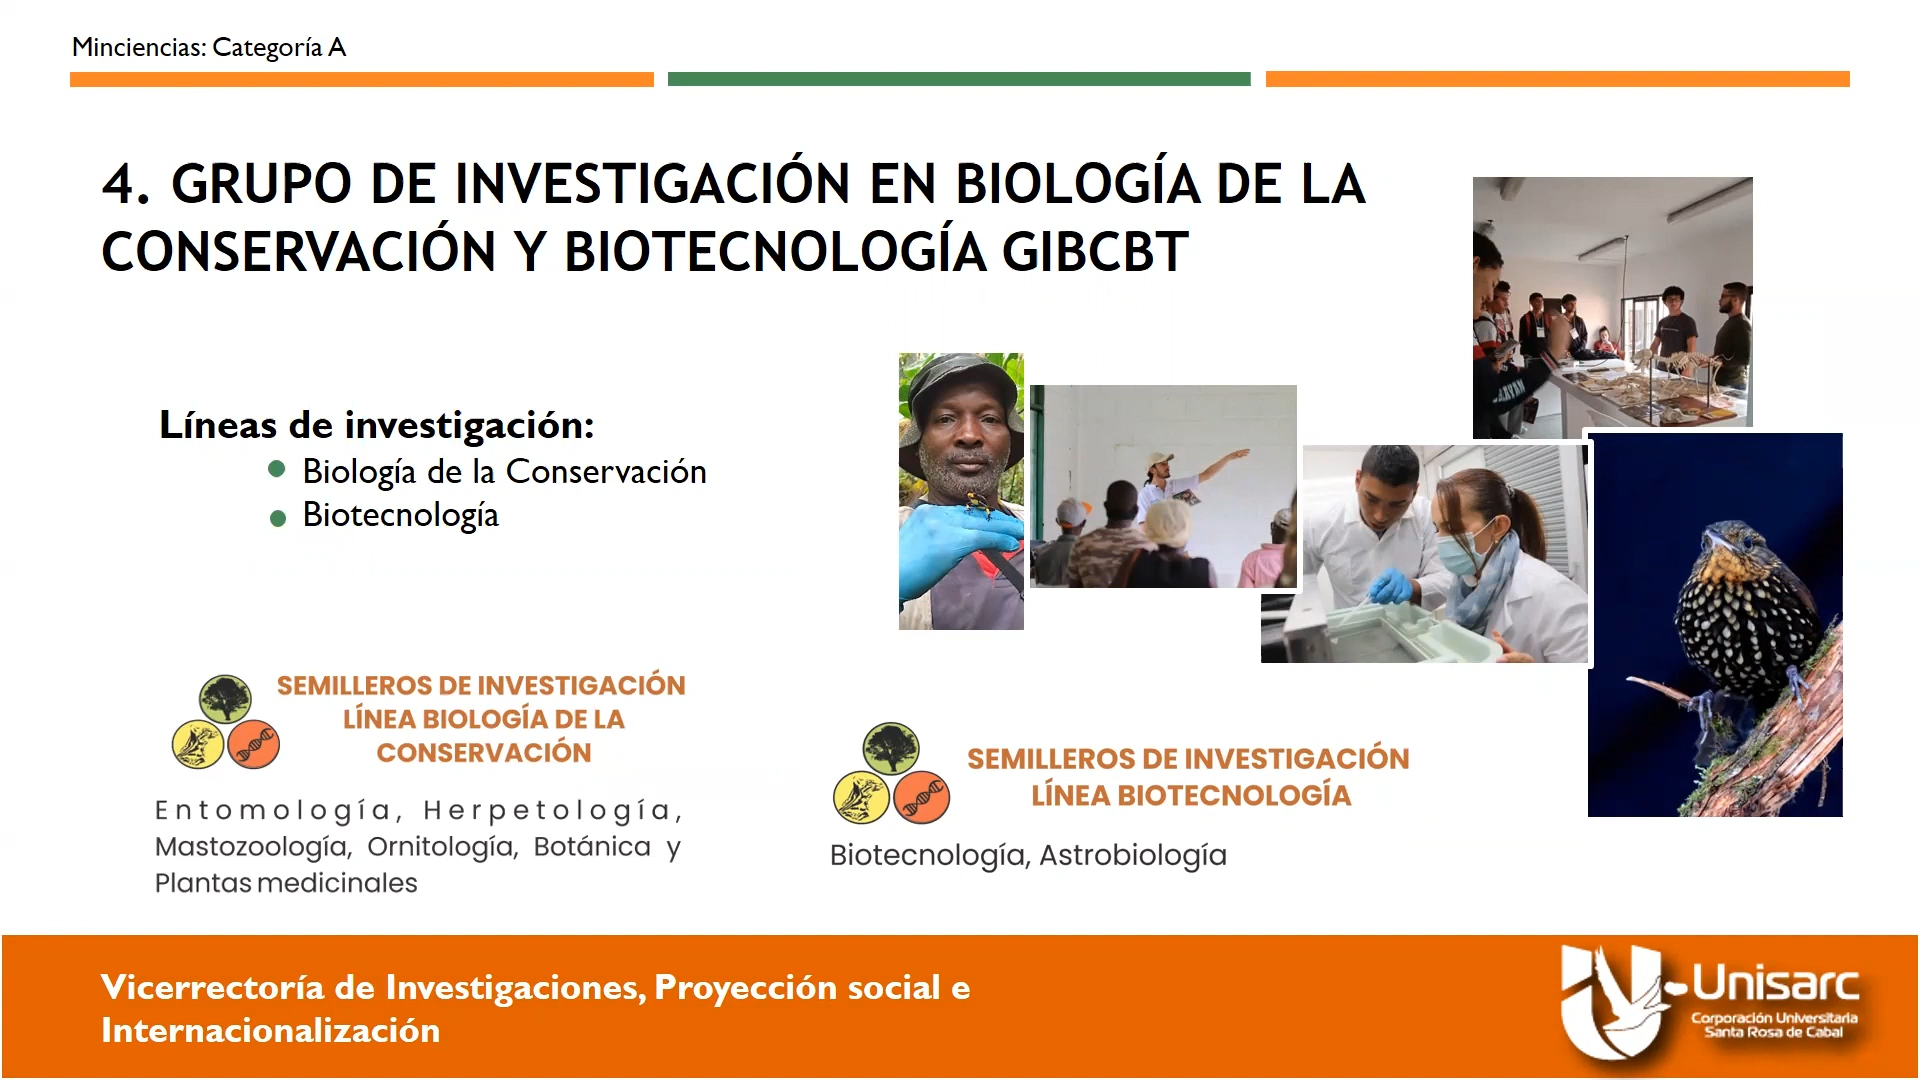 Minciencias: Categoría A
4. GRUPO DE INVESTIGACIÓN EN BIOLOGÍA DE LA
CONSERVACIÓN Y BIOTECNOLOGÍA GIBCBT
Líneas de investigación:
Biología de la Conservación
Biotecnología
SEMILLEROS DE INVESTIGACIÓN
LÍNEA BIOLOGÍA DE LA
CONSERVACIÓN
Entomología, Herpetología,
Mastozoología, Ornitología, Botánica y
Plantas medicinales
SEMILLEROS DE INVESTIGACIÓN
LÍNEA BIOTECNOLOGÍA
Biotecnología, Astrobiología
Vicerrectoría de Investigaciones, Proyección social e
Internacionalización
Unisarc
Corporación Universitaria
Santa Rosa de Cabal